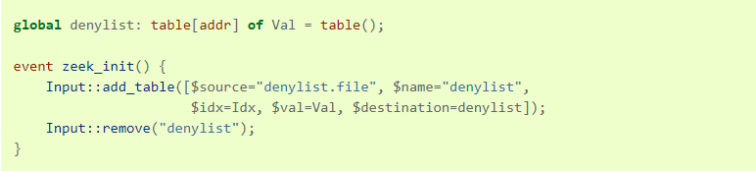 global denylist: table[addr] of Val = table();
event zeek_init() {
    Input::add_table([$source="denylist.file", $name="denylist",
                      $idx=Idx, $val=Val, $destination=denylist]);
    Input::remove("denylist");
}